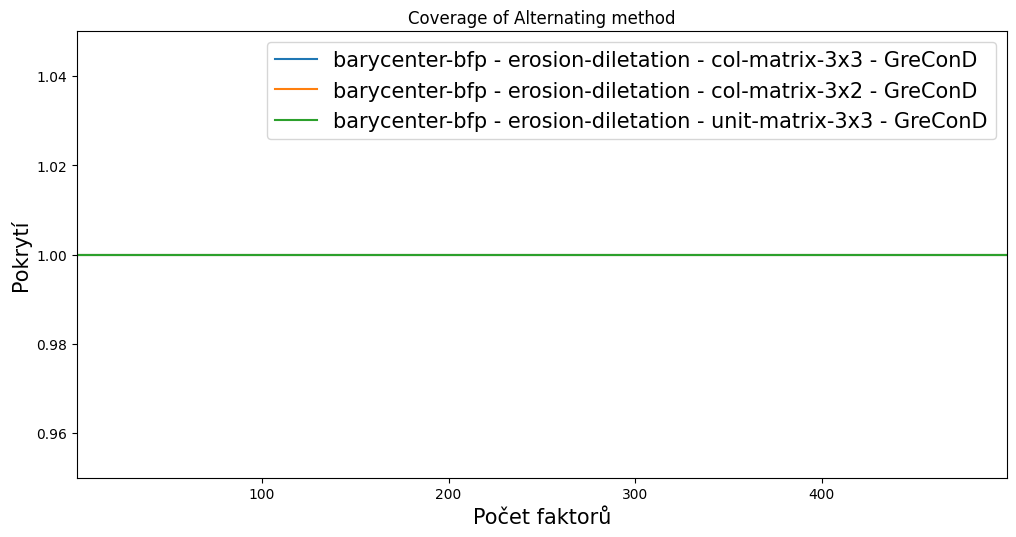 Coverage of Alternating method
barycenter-bfp - erosion-diletation - col-matrix-3x3 - GreConD
barycenter-bfp - erosion-diletation - col-matrix-3x2 - GreConD
barycenter-bfp - erosion-diletation - unit-matrix-3x3 - GreConD
1.04
1.02
1.00
0.98
0.96
Pokrytí
100 200 300 400
Počet faktorů